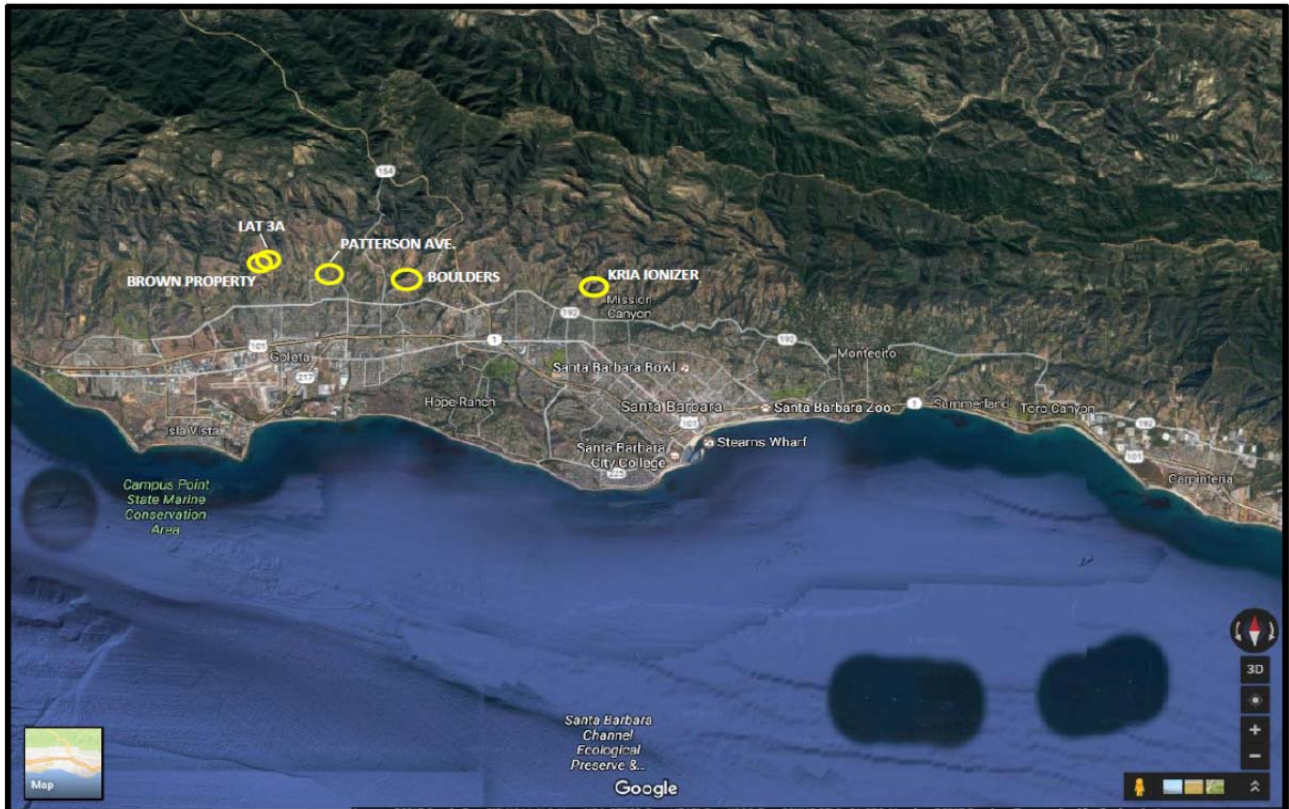 154
LAT 3A
PATTERSON AVE.
BROWN PROPERTY
BOULDERS
KRIA IONIZER
Mission
Canyon
192
101
1
Goleta
217
192
Montecito
Santa Barbara Bowl
Hope Ranch
Santa Barbara
Santa Barbara Zoo
1
Summerland
Toro Canyon
192
101
Isla Vista
Stearns Wharf
Santa Barbara
City College
225
101
Carpinteria
Campus Point
State Marine
Conservation
Area
3D
Santa Barbara
Channel
Ecological
Preserve &...
Google
Map